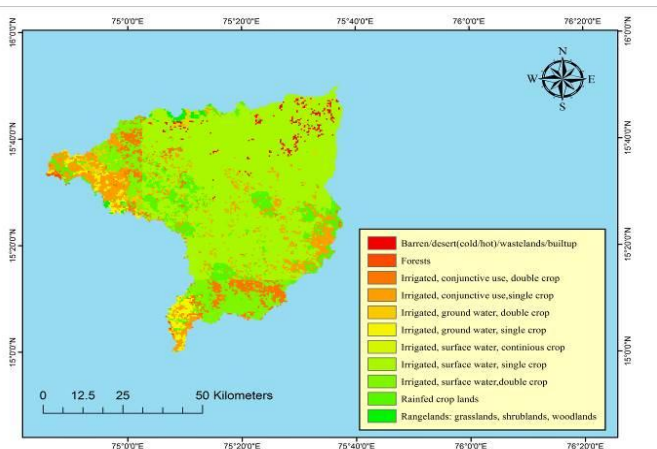 75°0'0"E 75°20'0"E 75°40'0"E 76°0'0"E 76°20'0"E
16°0'0"N 16°0'0"N
N
W E
S
15°40'0"N 15°40'0"N
15°20'0"N 15°20'0"N
15°0'0"N 15°0'0"N
Barren/desert(cold/hot)/wastelands/builtup
Forests
Irrigated, conjunctive use, double crop
Irrigated, conjunctive use,single crop
Irrigated, ground water, double crop
Irrigated, ground water, single crop
Irrigated, surface water, continious crop
Irrigated, surface water, single crop
Irrigated, surface water,double crop
Rainfed crop lands
Rangelands: grasslands, shrublands, woodlands
0 12.5 25 50 Kilometers
75°0'0"E 75°20'0"E 75°40'0"E 76°0'0"E 76°20'0"E